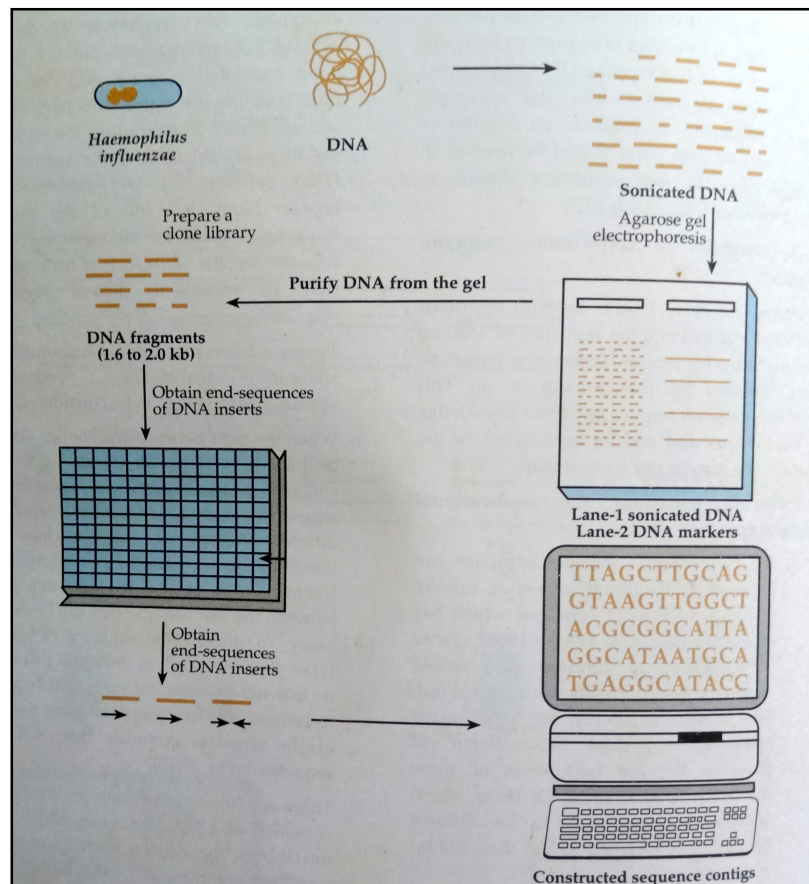 Haemophilus
influenzae
DNA
Sonicated DNA
Agarose gel
electrophoresis
Prepare a
clone library
Purify DNA from the gel
DNA fragments
(1.6 to 2.0 kb)
Obtain end-sequences
of DNA inserts
Lane-1 sonicated DNA
Lane-2 DNA markers
TTAGCTTGCAG
GTAAGTTGGCT
ACGCGGCATTA
GGCATAATGCA
TGAGGCATACC
Obtain
end-sequences
of DNA inserts
Constructed sequence contigs